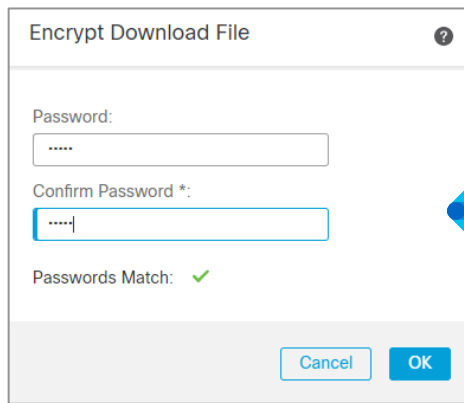 Encrypt Download File
?
Password:
•••••
Confirm Password *:
•••••
Passwords Match:
Cancel OK